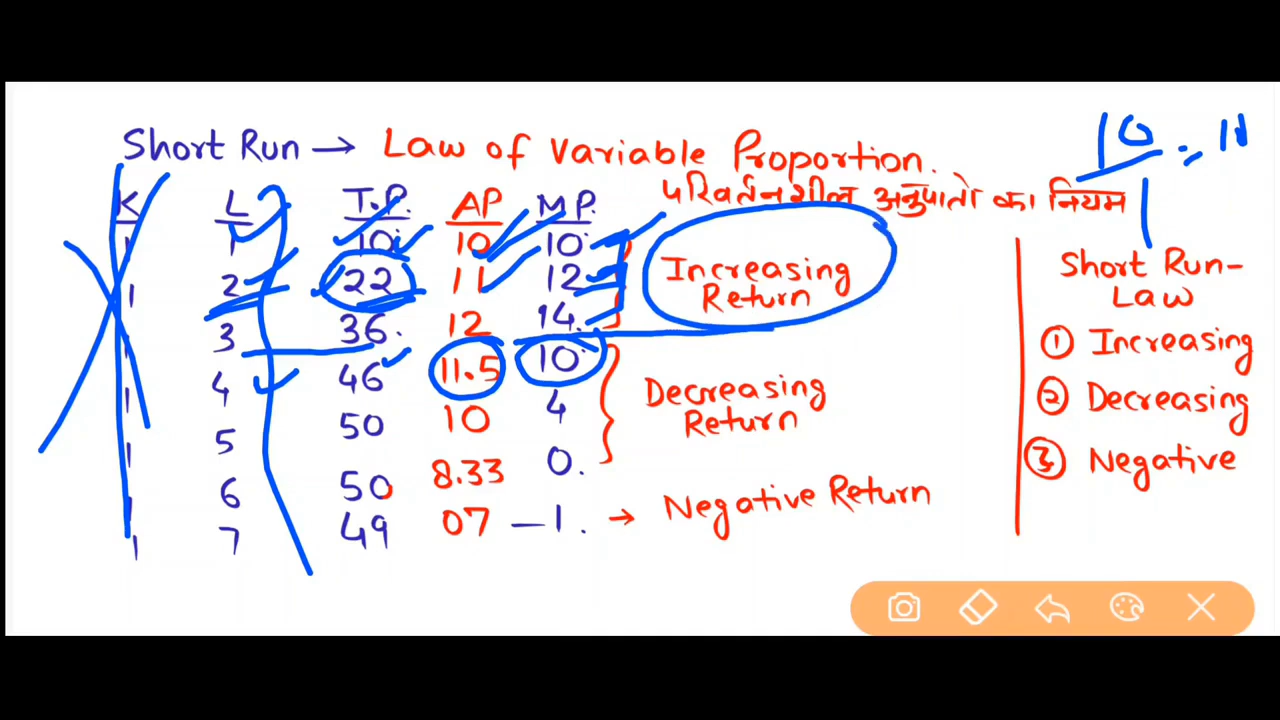 Short Run → Law of Variable Proportion.
परिवर्तनशील अनुपातों का नियम
K L T.P. AP M.P.
1 1 10 10 10
1 2 22 11 12
1 3 36 12 14
Increasing Return
1 4 46 11.5 10
1 5 50 10 4
1 6 50 8.33 0
Decreasing Return
1 7 49 07 -1. → Negative Return
10
1
Short Run-
Law
① Increasing
② Decreasing
③ Negative